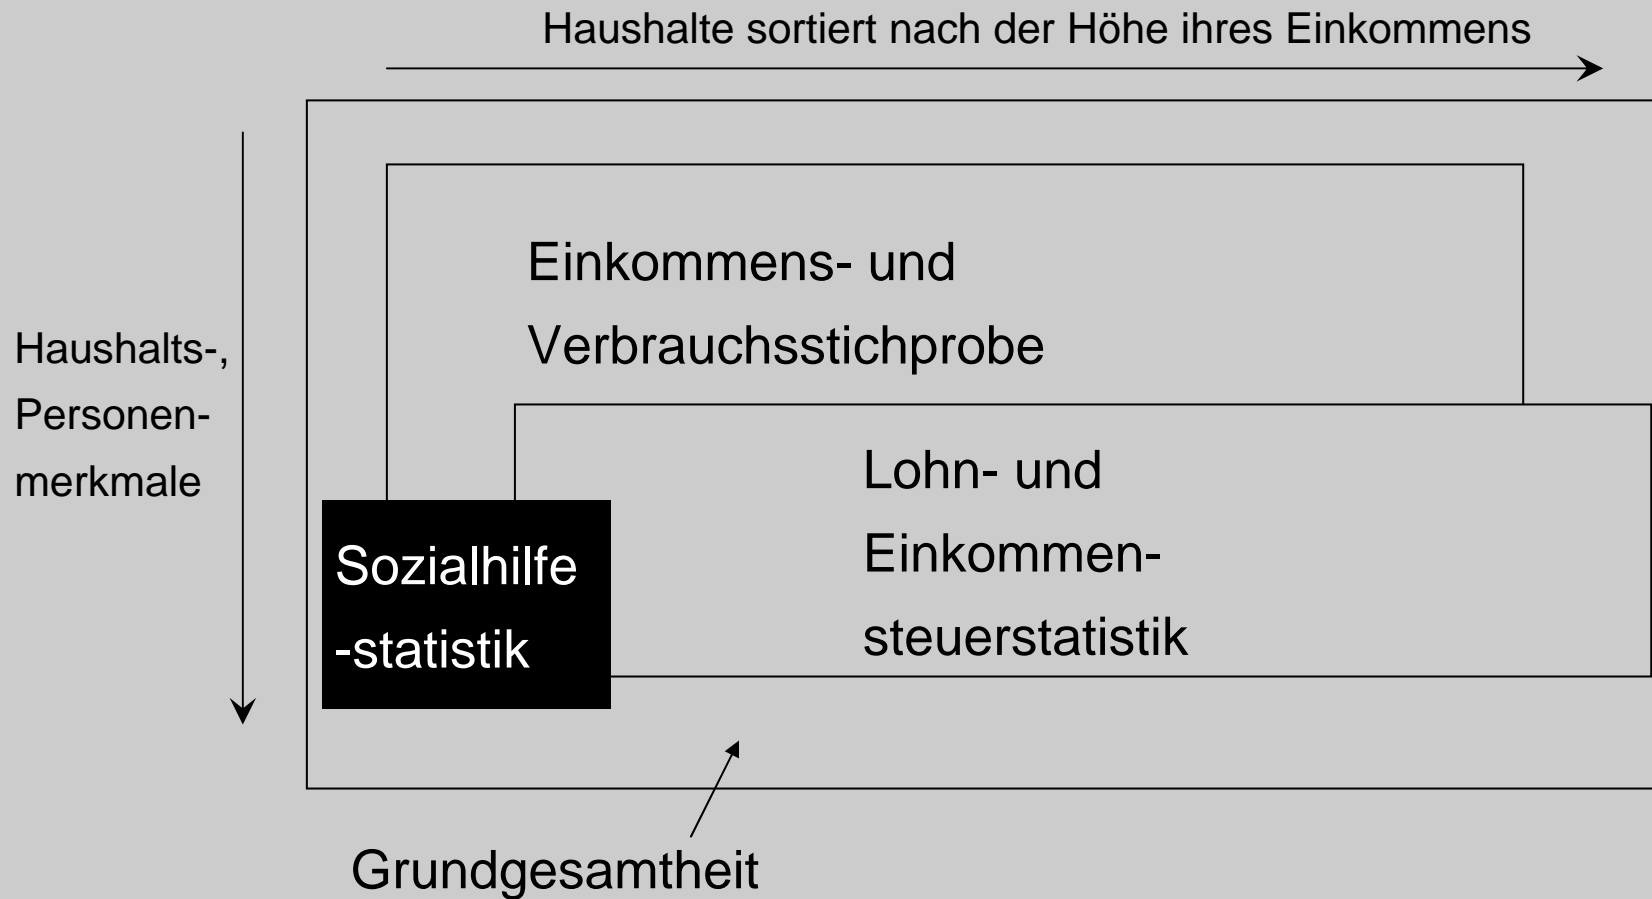 Haushalte sortiert nach der Höhe ihres Einkommens
Einkommens- und
Verbrauchsstichprobe
Haushalts-,
Personen-
merkmale
Lohn- und
Einkommen-
steuerstatistik
Sozialhilfe
-statistik
Grundgesamtheit